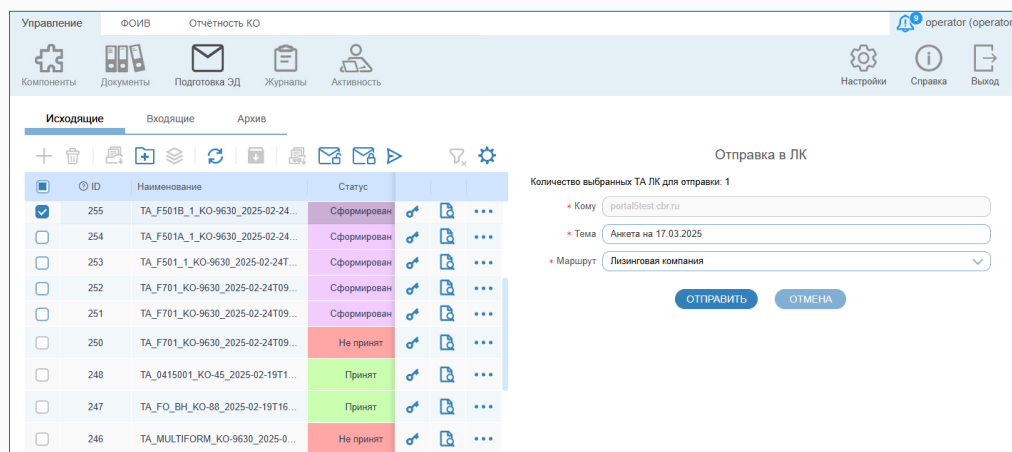 Управление ФОИВ Отчётность КО 9 operator (operator
Компоненты Документы Подготовка ЭД Журналы Активность Настройки Справка Выход
Исходящие Входящие Архив
Отправка в ЛК
Количество выбранных ТА ЛК для отправки: 1
ID Наименование Статус
* Кому portal5test.cbr.ru
* Тема Анкета на 17.03.2025
* Маршрут Лизинговая компания
ОТПРАВИТЬ ОТМЕНА
255 TA_F501B_1_KO-9630_2025-02-24... Сформирован
254 TA_F501A_1_KO-9630_2025-02-24... Сформирован
253 TA_F501_1_KO-9630_2025-02-24T... Сформирован
252 TA_F701_KO-9630_2025-02-24T09... Сформирован
251 TA_F701_KO-9630_2025-02-24T09... Сформирован
250 TA_F701_KO-9630_2025-02-24T09... Не принят
248 TA_0415001_KO-45_2025-02-19T1... Принят
247 TA_FO_BH_KO-88_2025-02-19T16... Принят
246 TA_MULTIFORM_KO-9630_2025-0... Не принят